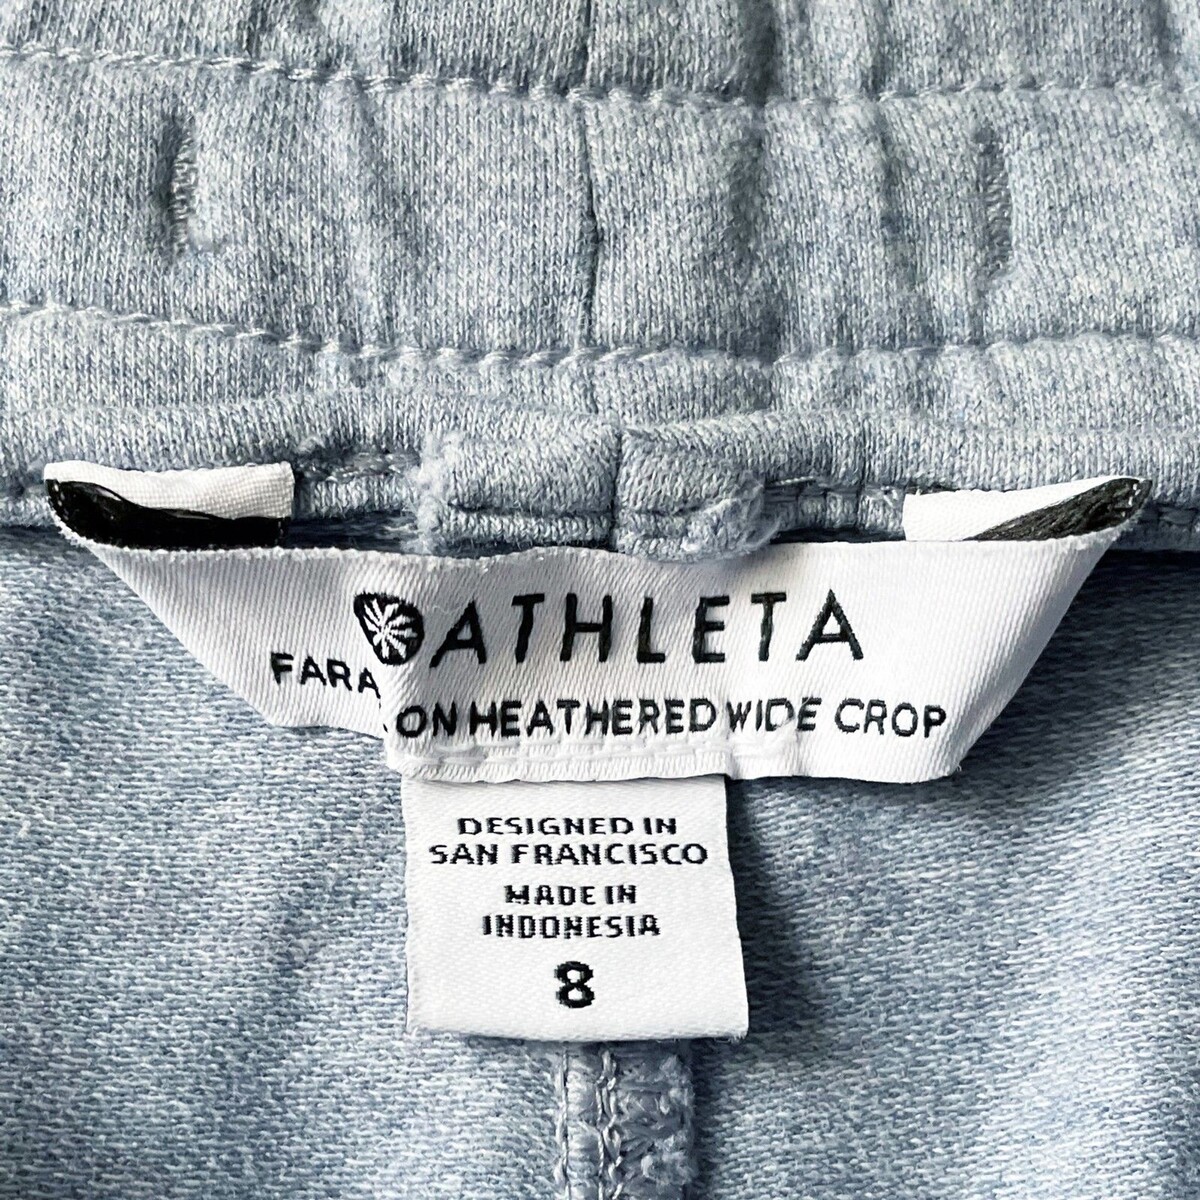 ATHLETA
FARA
ON HEATHERED WIDE CROP
DESIGNED IN
SAN FRANCISCO
MADE IN
INDONESIA
8